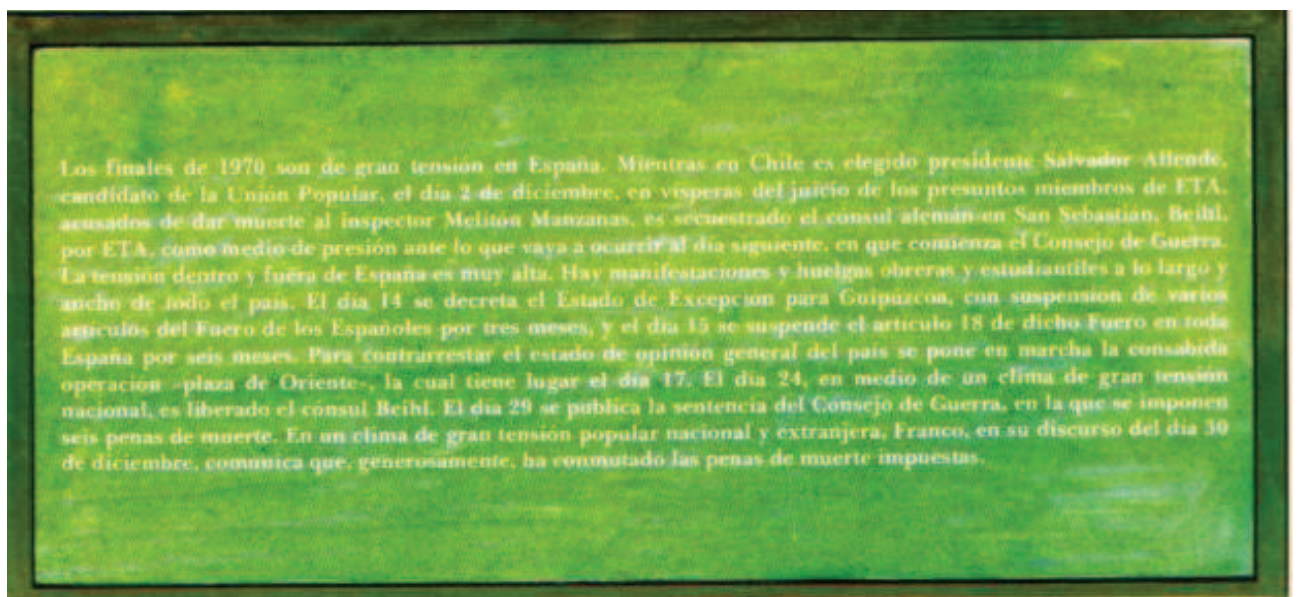 Los finales de 1970 son de gran tensión en España. Mientras en Chile es elegido presidente Salvador Allende,
candidato de la Unión Popular, el día 2 de diciembre, en vísperas del juicio de los presuntos miembros de ETA,
acusados de dar muerte al inspector Melitón Manzanas, es secuestrado el cónsul alemán en San Sebastián, Beihl,
por ETA, como medio de presión ante lo que vaya a ocurrir al día siguiente, en que comienza el Consejo de Guerra.
La tensión dentro y fuera de España es muy alta. Hay manifestaciones y huelgas obreras y estudiantiles a lo largo y
ancho de todo el país. El día 14 se decreta el Estado de Excepción para Guipúzcoa, con suspensión de varios
artículos del Fuero de los Españoles por tres meses, y el día 15 se suspende el artículo 18 de dicho Fuero en toda
España por seis meses. Para contrarrestar el estado de opinión general del país se pone en marcha la consabida
operación «plaza de Oriente», la cual tiene lugar el día 17. El día 24, en medio de un clima de gran tensión
nacional, es liberado el cónsul Beihl. El día 29 se publica la sentencia del Consejo de Guerra, en la que se imponen
seis penas de muerte. En un clima de gran tensión popular nacional y extranjera, Franco, en su discurso del día 30
de diciembre, comunica que, generosamente, ha conmutado las penas de muerte impuestas.